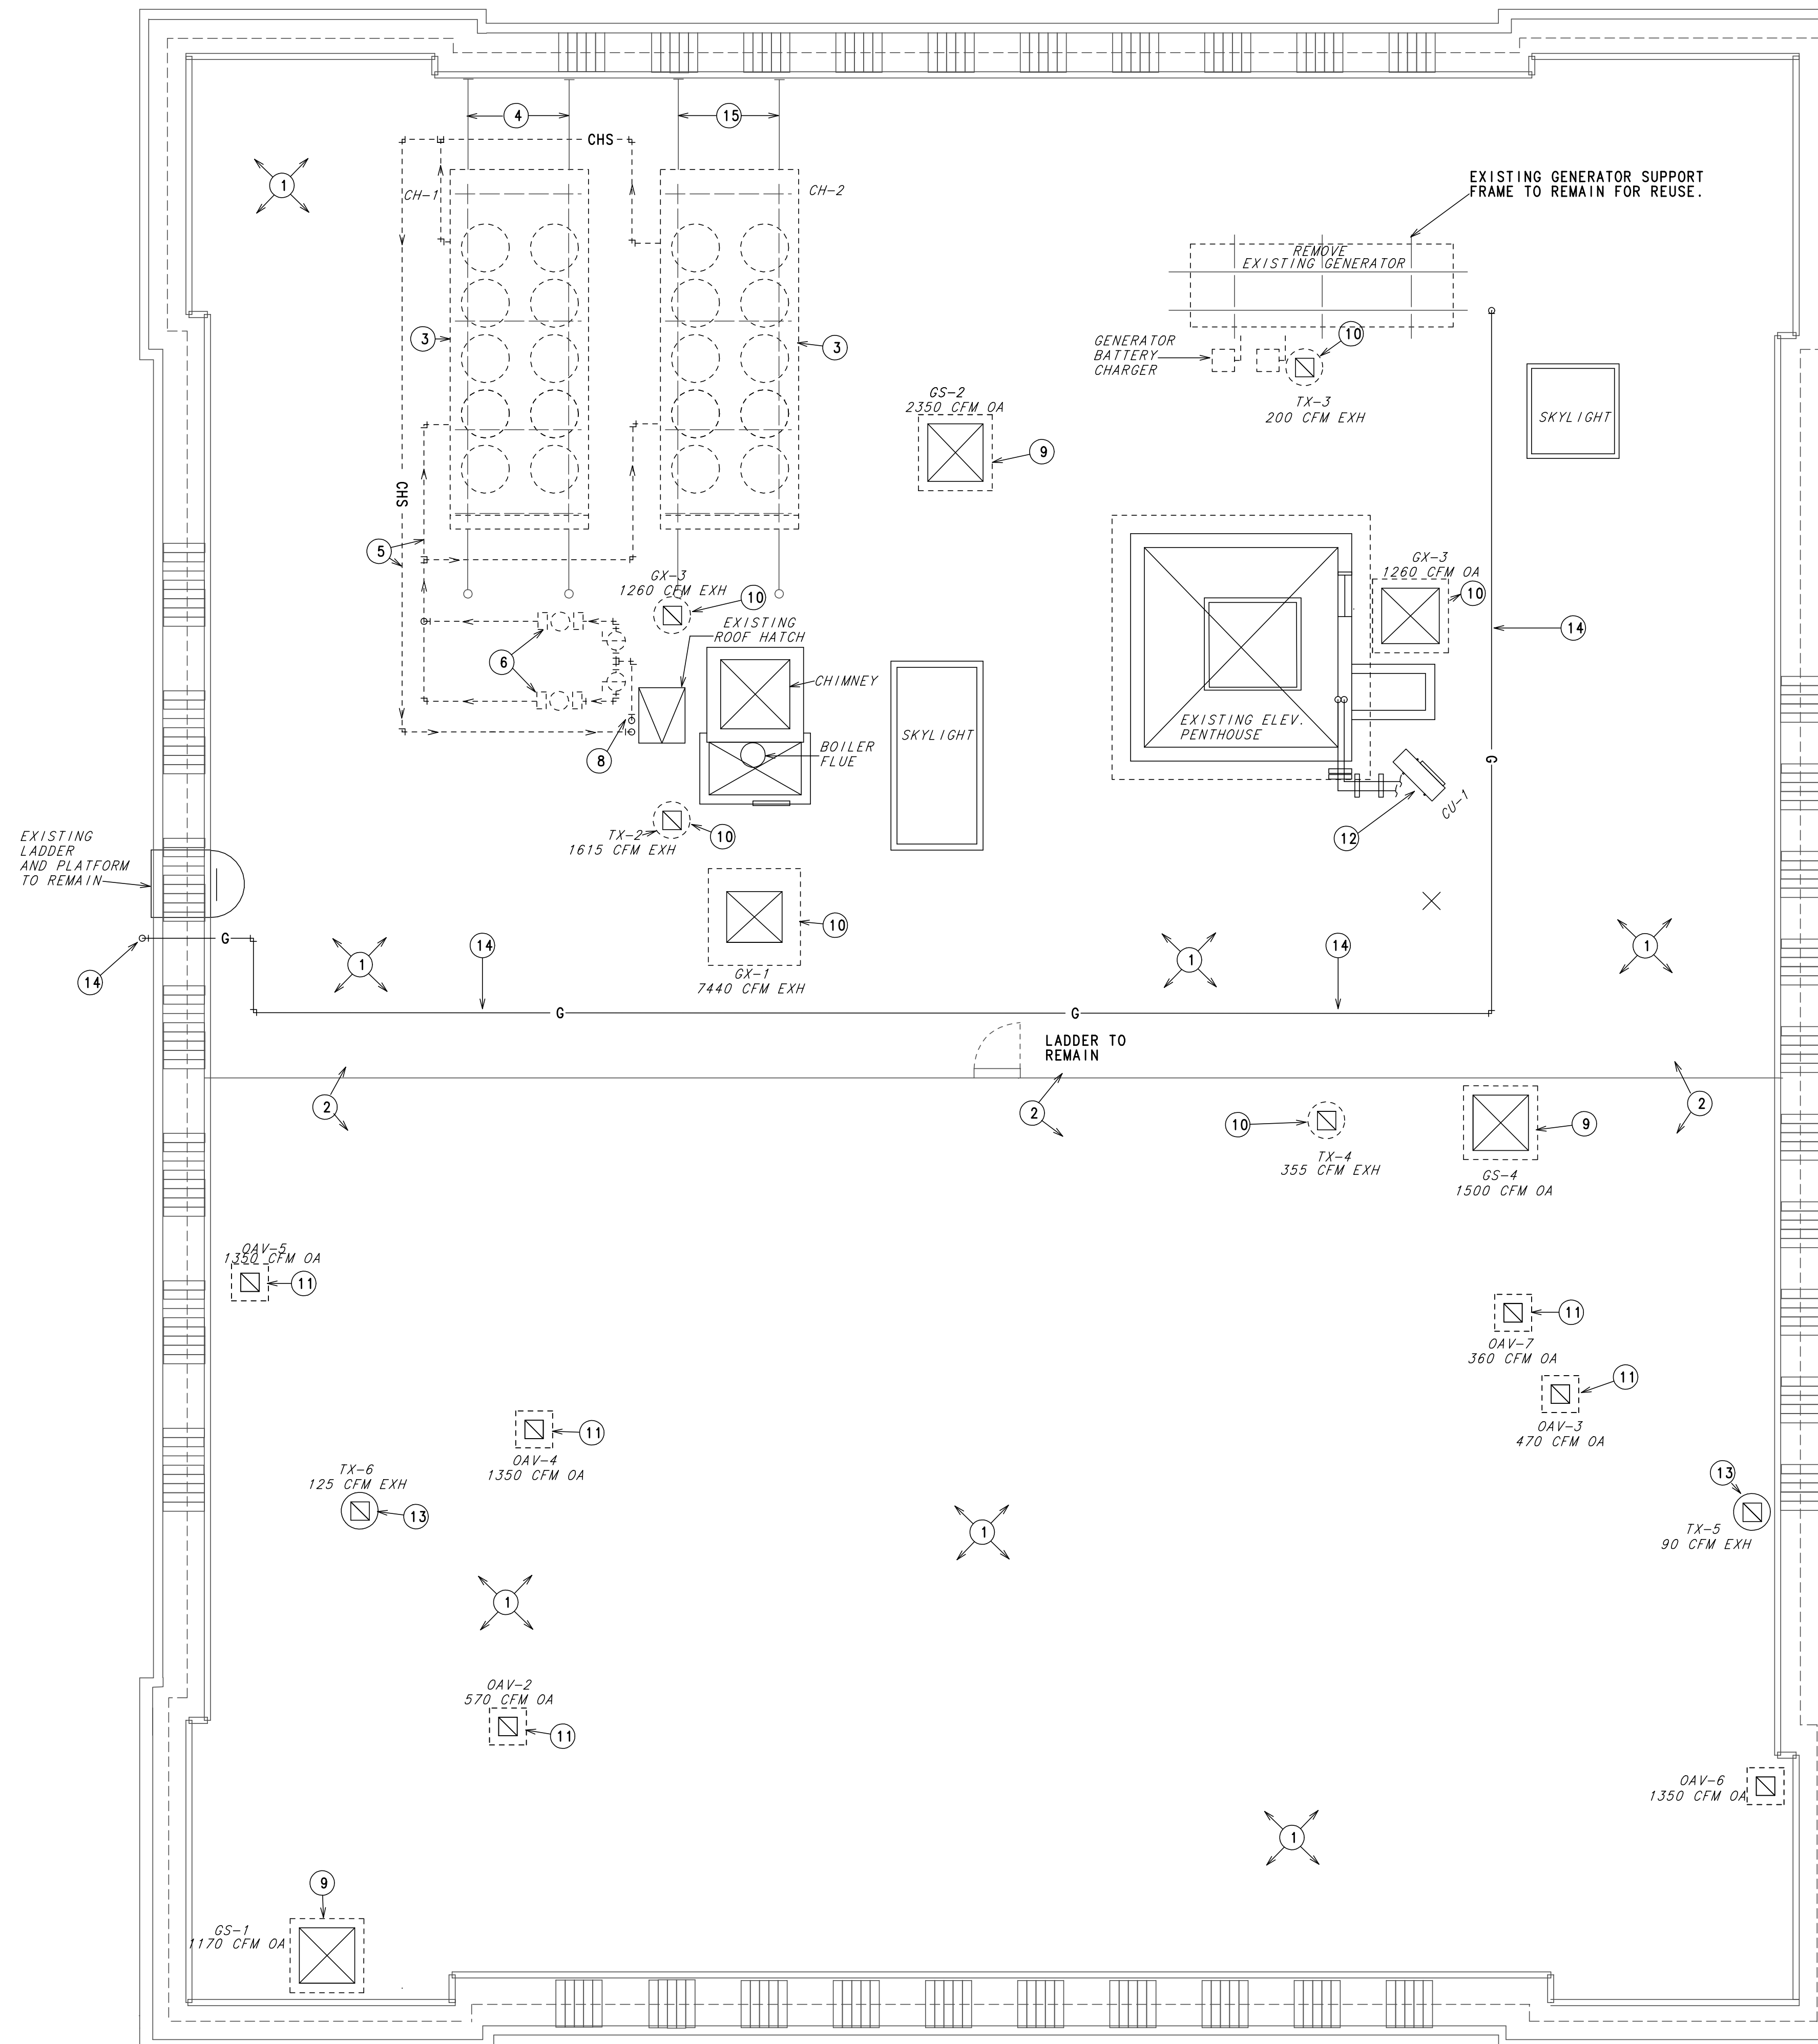 4
15
CHS
1
CH-1
CH-2
EXISTING GENERATOR SUPPORT
FRAME TO REMAIN FOR REUSE.
REMOVE
EXISTING GENERATOR
3
3
10
GENERATOR
BATTERY
CHARGER
TX-3
200 CFM EXH
GS-2
2350 CFM OA
SKYLIGHT
9
CHS
5
GX-3
1260 CFM EXH
10
GX-3
1260 CFM OA
10
EXISTING
ROOF HATCH
14
6
CHIMNEY
EXISTING ELEV.
PENTHOUSE
SKYLIGHT
BOILER
FLUE
8
G
CU-1
12
EXISTING
LADDER
AND PLATFORM
TO REMAIN
TX-2
1615 CFM EXH
10
10
GX-1
7440 CFM EXH
G
14
1
14
1
14
1
G
G
LADDER TO
REMAIN
2
2
2
10
TX-4
355 CFM EXH
9
GS-4
1500 CFM OA
OAV-5
1350 CFM OA
11
11
OAV-7
360 CFM OA
11
OAV-3
470 CFM OA
11
OAV-4
1350 CFM OA
TX-6
125 CFM EXH
13
13
TX-5
90 CFM EXH
1
1
OAV-2
570 CFM OA
11
OAV-6
1350 CFM OA
1
9
GS-1
1170 CFM OA